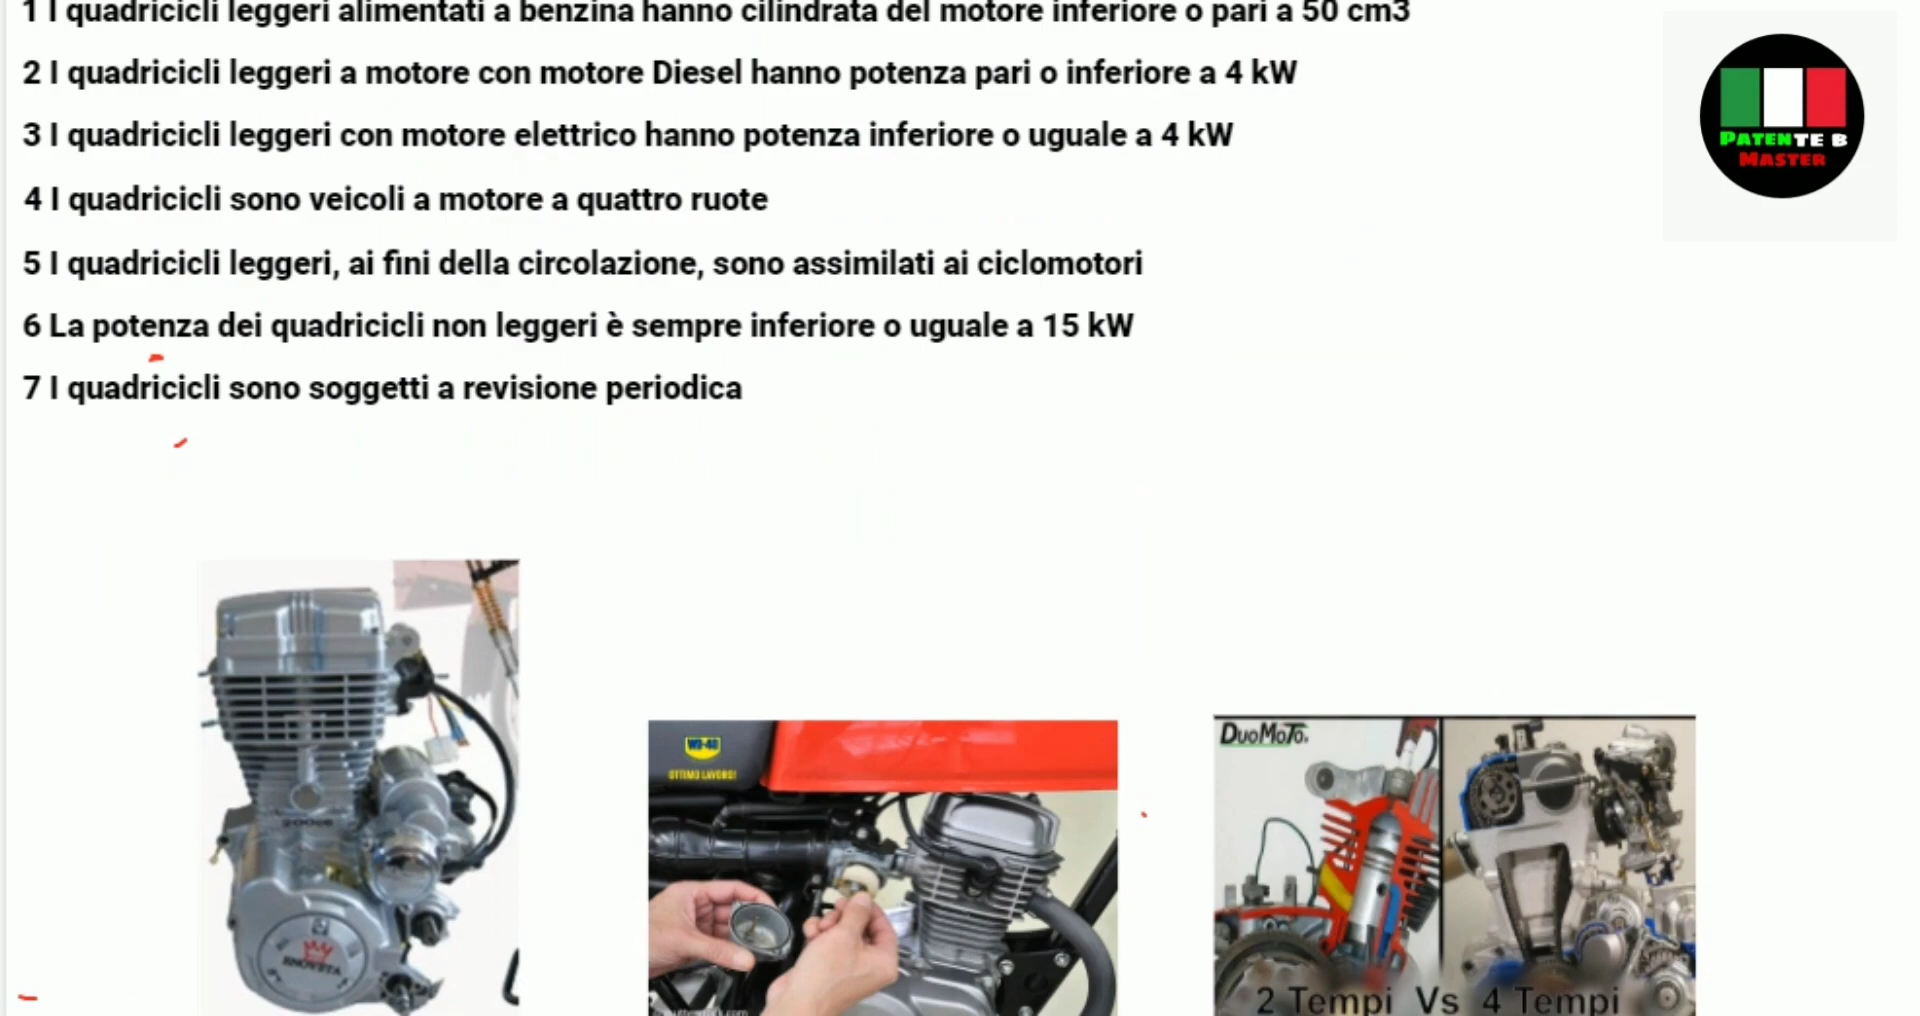 1 I quadricicli leggeri alimentati a benzina hanno cilindrata del motore inferiore o pari a 50 cm3
2 I quadricicli leggeri a motore con motore Diesel hanno potenza pari o inferiore a 4 kW
3 I quadricicli leggeri con motore elettrico hanno potenza inferiore o uguale a 4 kW
4 I quadricicli sono veicoli a motore a quattro ruote
5 I quadricicli leggeri, ai fini della circolazione, sono assimilati ai ciclomotori
6 La potenza dei quadricicli non leggeri è sempre inferiore o uguale a 15 kW
7 I quadricicli sono soggetti a revisione periodica
PATENTE B
MASTER
WD-40
OTTIMO LAVORO!
DUOMOTO.
2 Tempi Vs 4 Tempi